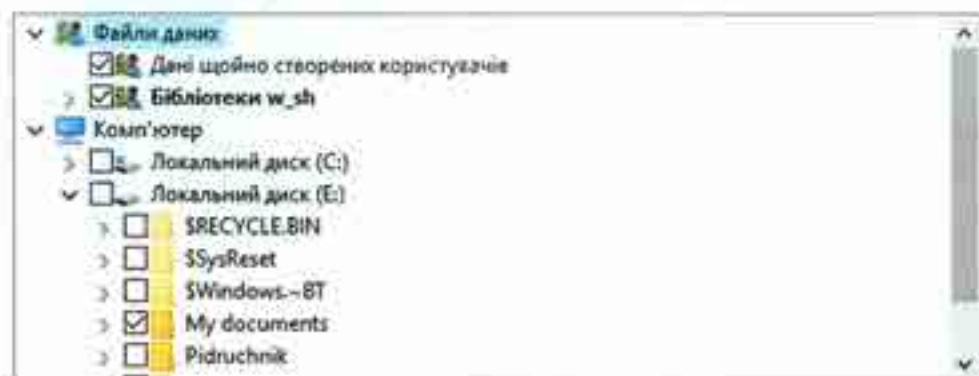 Файли даних
Дані щойно створених користувачів
Бібліотеки w_sh
Комп'ютер
Локальний диск (C:)
Локальний диск (E:)
$RECYCLE.BIN
$SysReset
$Windows.~BT
My documents
Pidruchnik